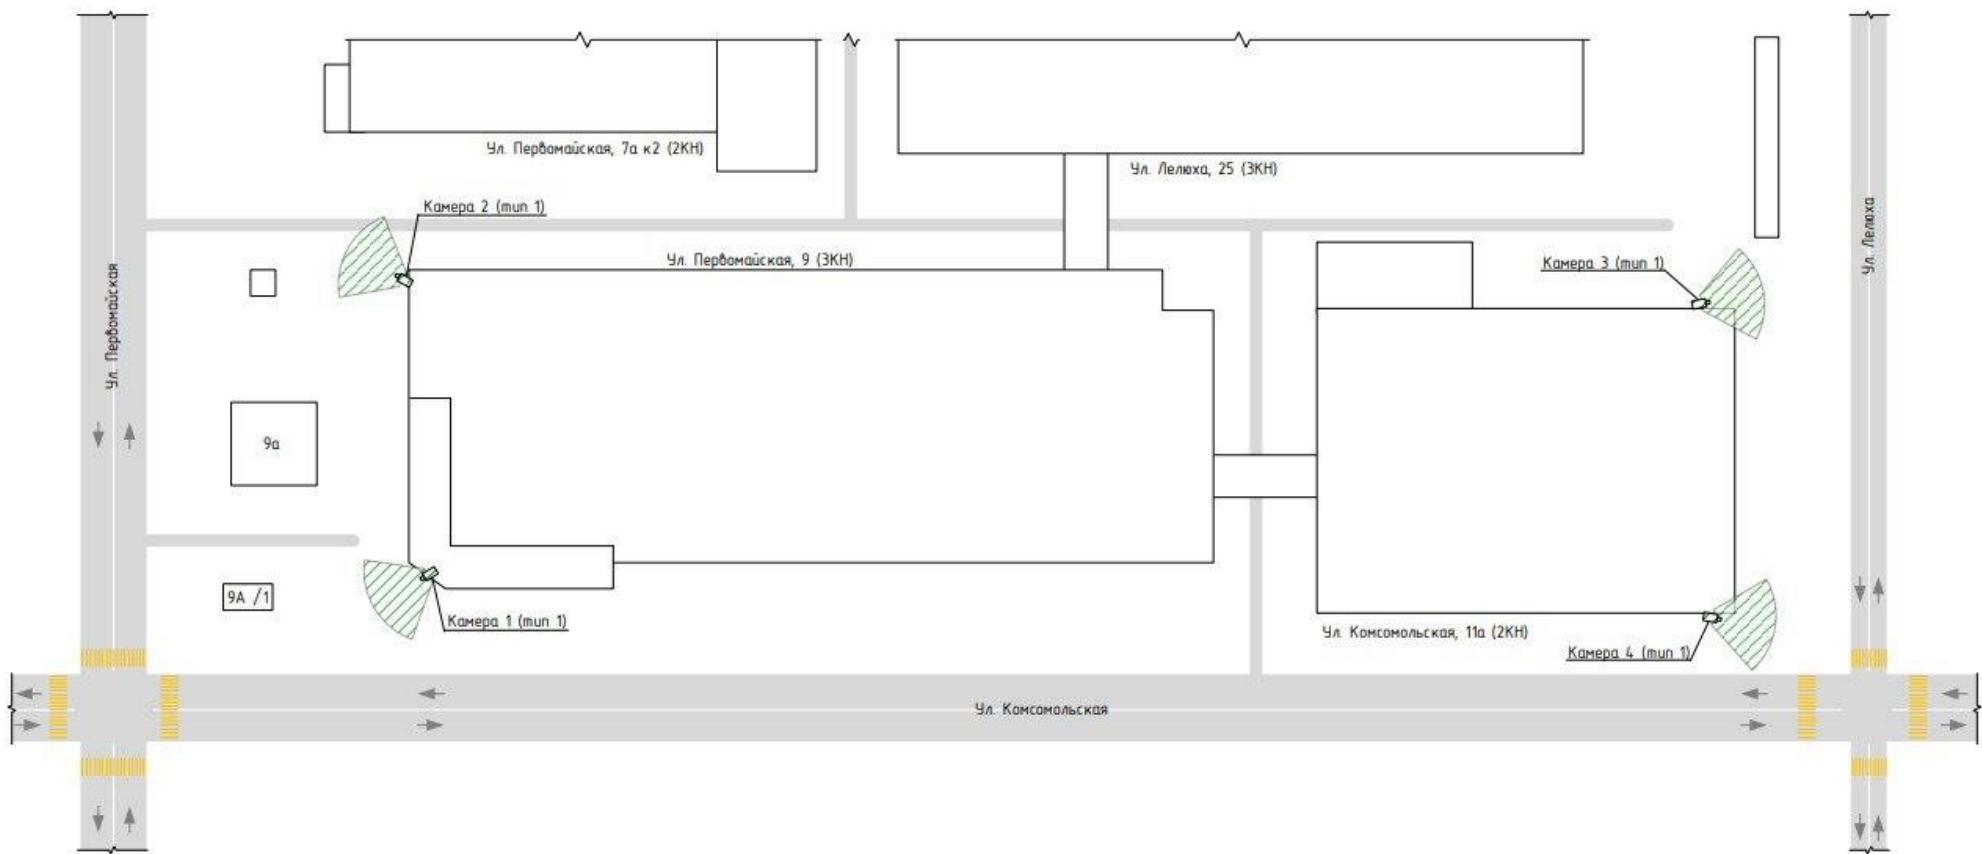 Ул. Первомайская, 7а к2 (2КН)
Ул. Лелюха, 25 (3КН)
Камера 2 (тип 1)
Ул. Лелюха
Ул. Первомайская, 9 (3КН)
Камера 3 (тип 1)
Ул. Первомайская
9а
9А /1
Камера 1 (тип 1)
Ул. Комсомольская, 11а (2КН)
Камера 4 (тип 1)
Ул. Комсомольская